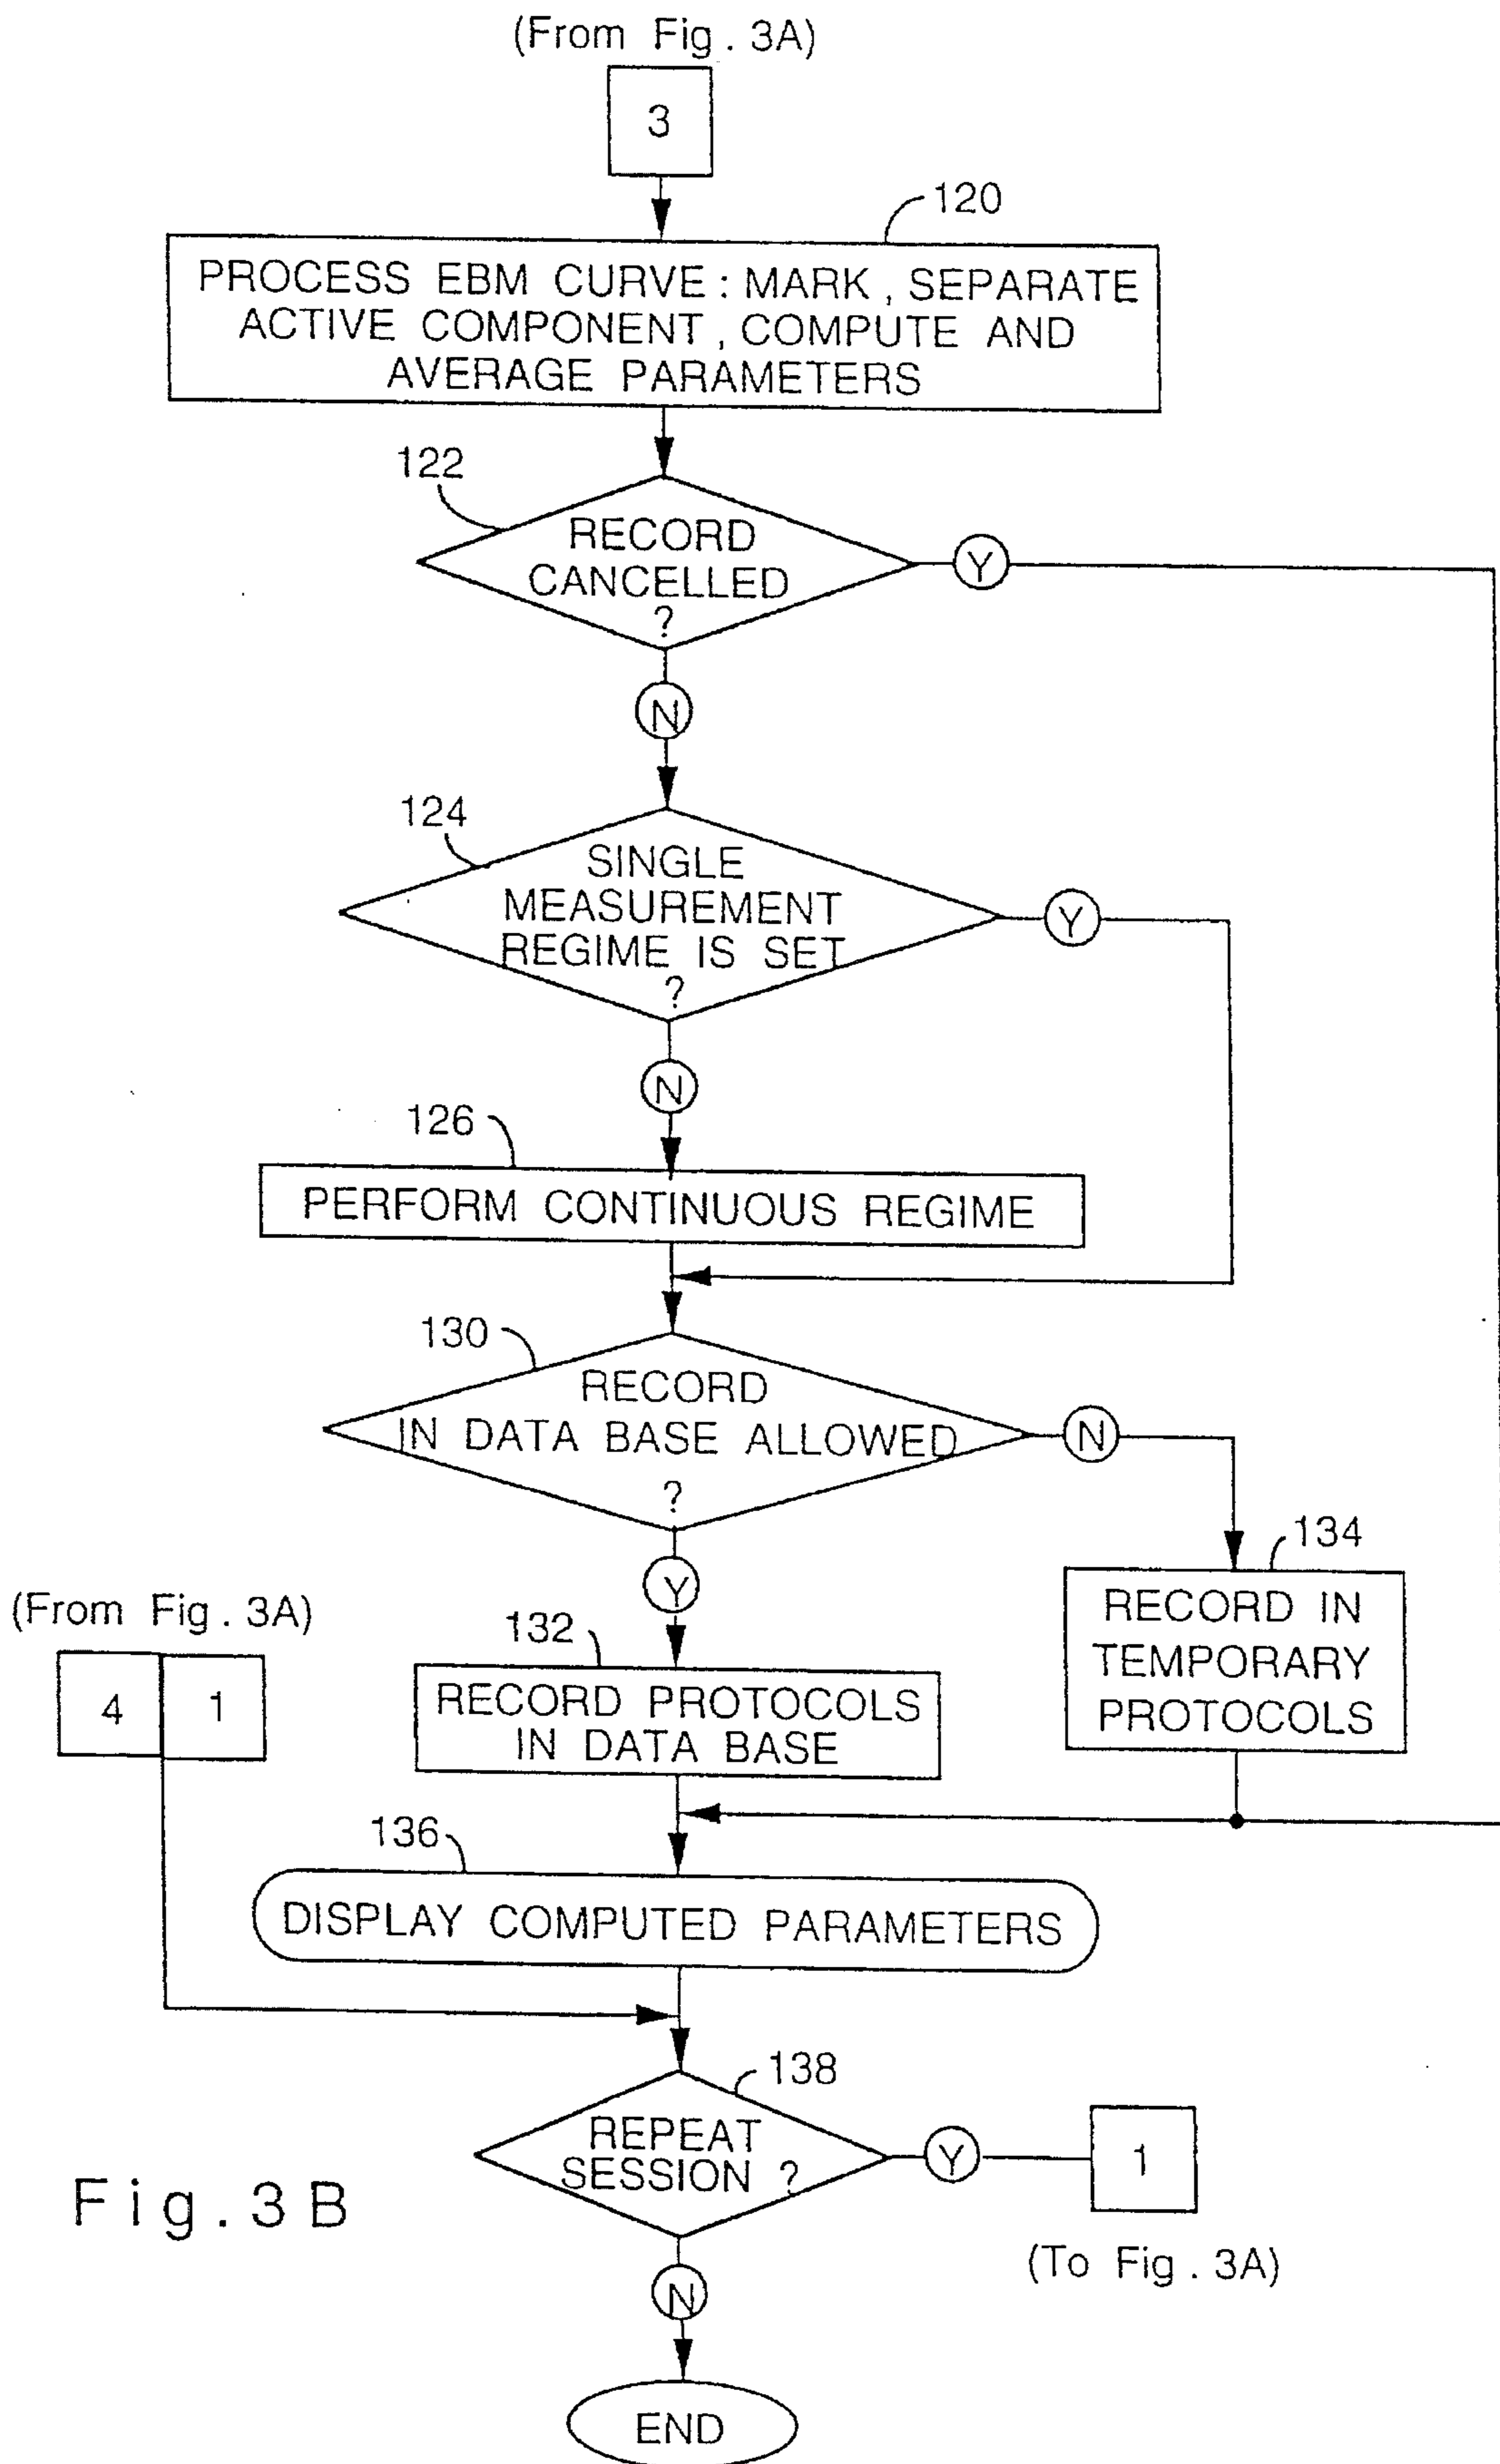 (From Fig. 3A)
3
120
PROCESS EBM CURVE: MARK, SEPARATE
ACTIVE COMPONENT, COMPUTE AND
AVERAGE PARAMETERS
122
RECORD
CANCELLED
?
Y
N
124
SINGLE
MEASUREMENT
REGIME IS SET
?
Y
N
126
PERFORM CONTINUOUS REGIME
130
RECORD
IN DATA BASE ALLOWED
?
N
Y
134
RECORD IN
TEMPORARY
PROTOCOLS
(From Fig. 3A)
4
1
132
RECORD PROTOCOLS
IN DATA BASE
136
DISPLAY COMPUTED PARAMETERS
138
REPEAT
SESSION ?
Y
1
(To Fig. 3A)
N
END
Fig. 3B